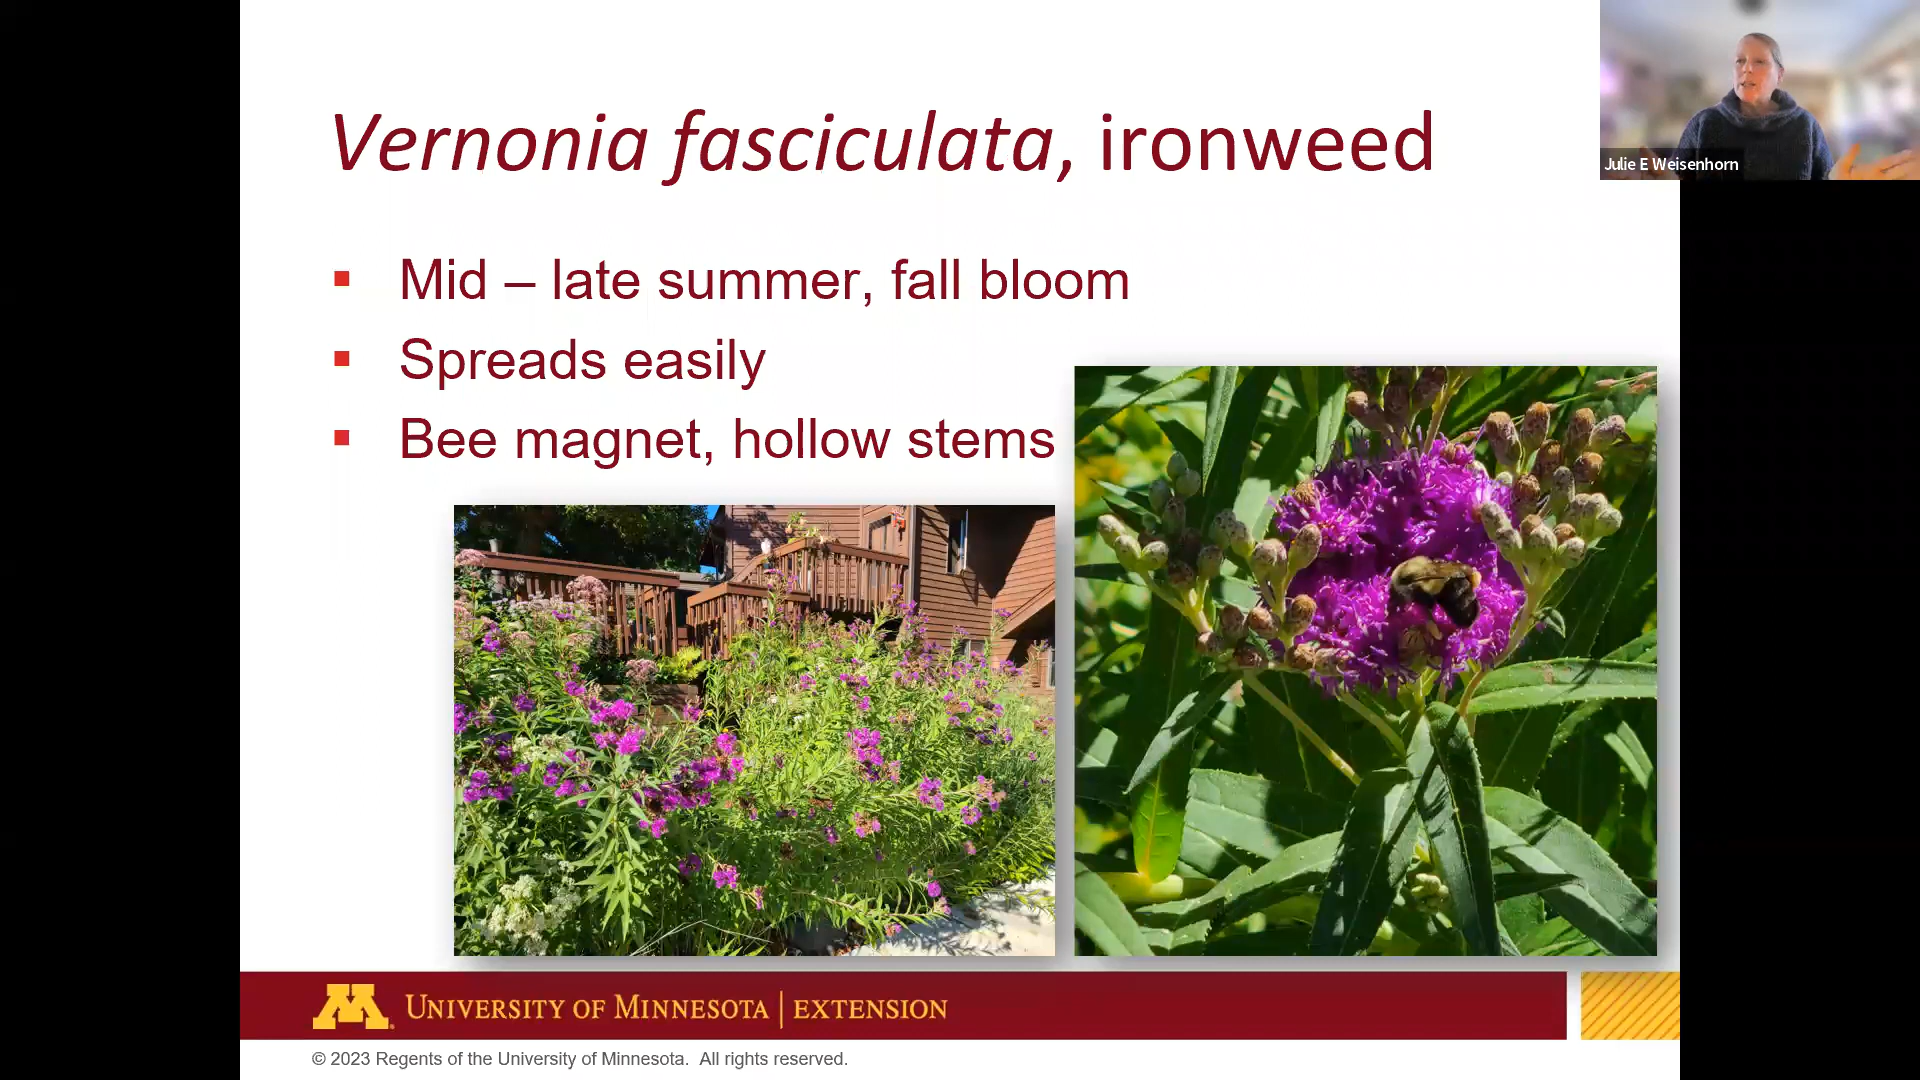 Vernonia fasciculata, ironweed
Julie E Weisenhorn
▪ Mid – late summer, fall bloom
▪ Spreads easily
▪ Bee magnet, hollow stems
M
UNIVERSITY OF MINNESOTA | EXTENSION
© 2023 Regents of the University of Minnesota. All rights reserved.